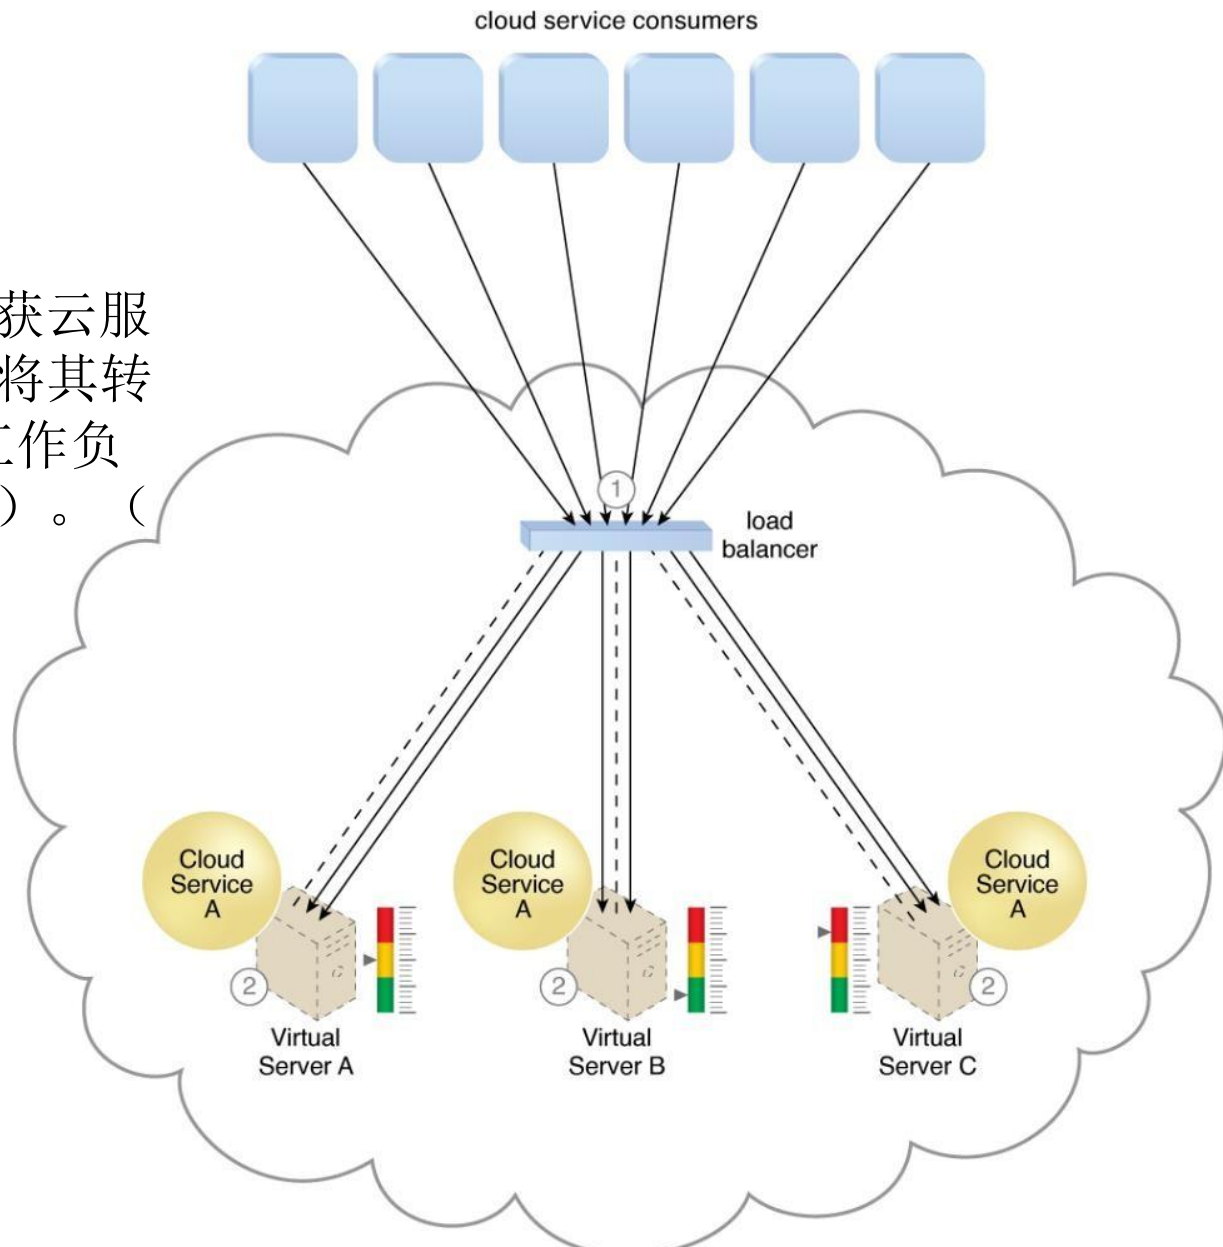 cloud service consumers
获云服
将其转
工作负
）。（
1
load
balancer
Cloud
Service
A
Cloud
Service
A
Cloud
Service
A
2
2
2
Virtual
Server A
Virtual
Server B
Virtual
Server C